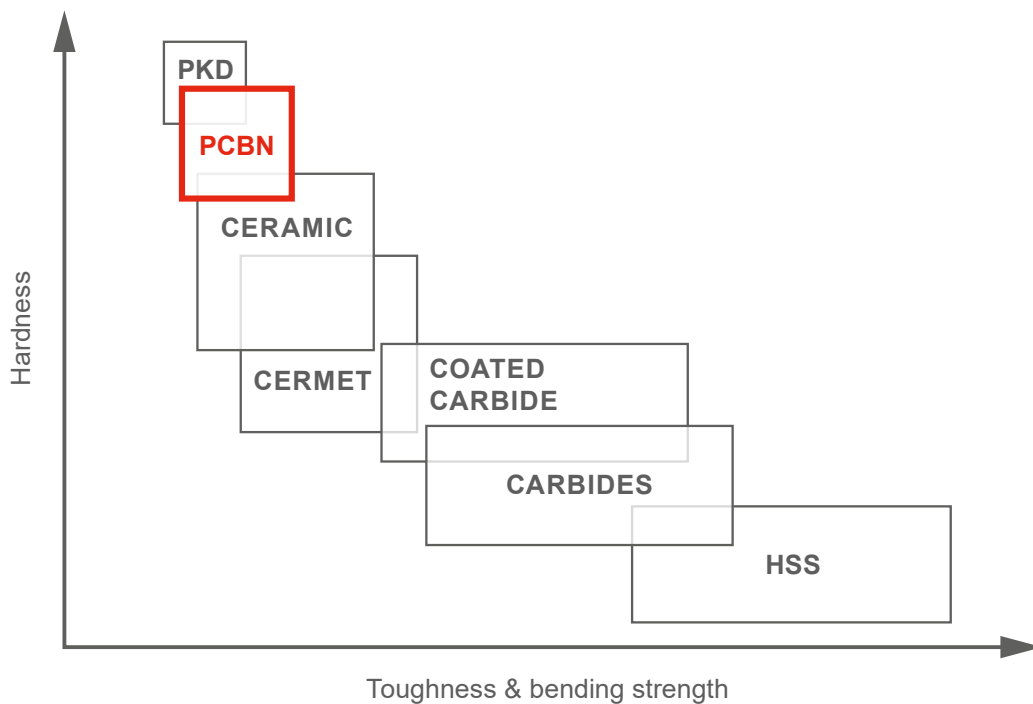 PKD
PCBN
CERAMIC
CERMET
COATED
CARBIDE
CARBIDES
HSS
Hardness
Toughness & bending strength